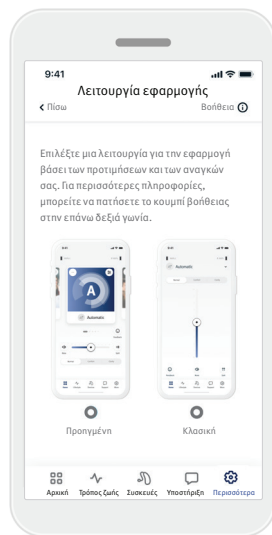 9:41
Λειτουργία εφαρμογής
Πίσω
Βοήθεια
Επιλέξτε μια λειτουργία για την εφαρμογή
βάσει των προτιμήσεων και των αναγκών
σας. Για περισσότερες πληροφορίες,
μπορείτε να πατήσετε το κουμπί βοήθειας
στην επάνω δεξιά γωνία.
A
Automatic
Automatic
Προηγμένη
Κλασική
Αρχική
Τρόπος ζωής
Συσκευές
Υποστήριξη
Περισσότερα